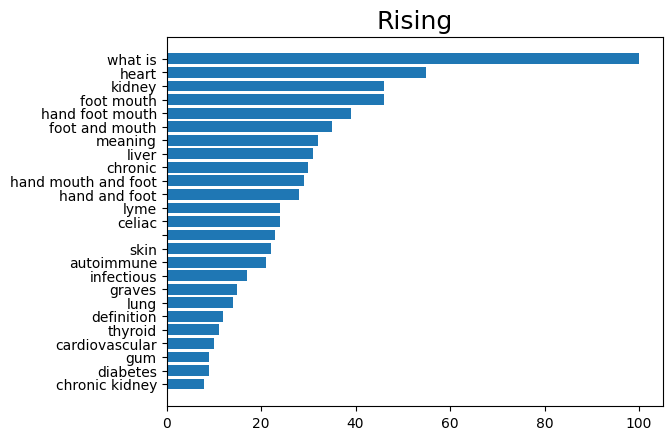 Rising
what is
heart
kidney
foot mouth
hand foot mouth
foot and mouth
meaning
liver
chronic
hand mouth and foot
hand and foot
lyme
celiac
skin
autoimmune
infectious
graves
lung
definition
thyroid
cardiovascular
gum
diabetes
chronic kidney
0 20 40 60 80 100